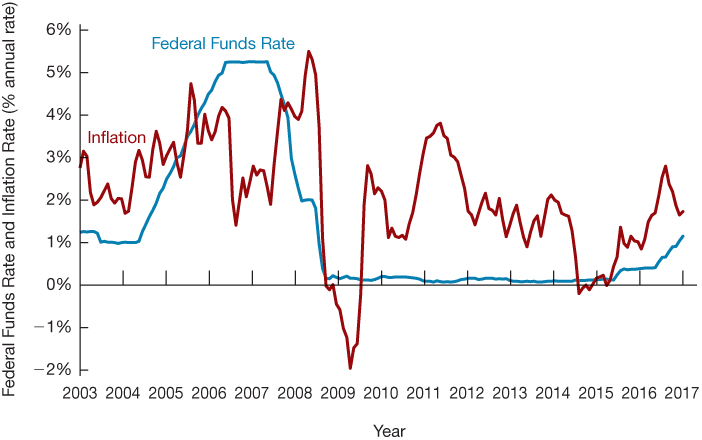 Federal Funds Rate and Inflation Rate (% annual rate)
6%
5%
4%
3%
2%
1%
0%
−1%
−2%
Federal Funds Rate
Inflation
2003 2004 2005 2006 2007 2008 2009 2010 2011 2012 2013 2014 2015 2016 2017
Year